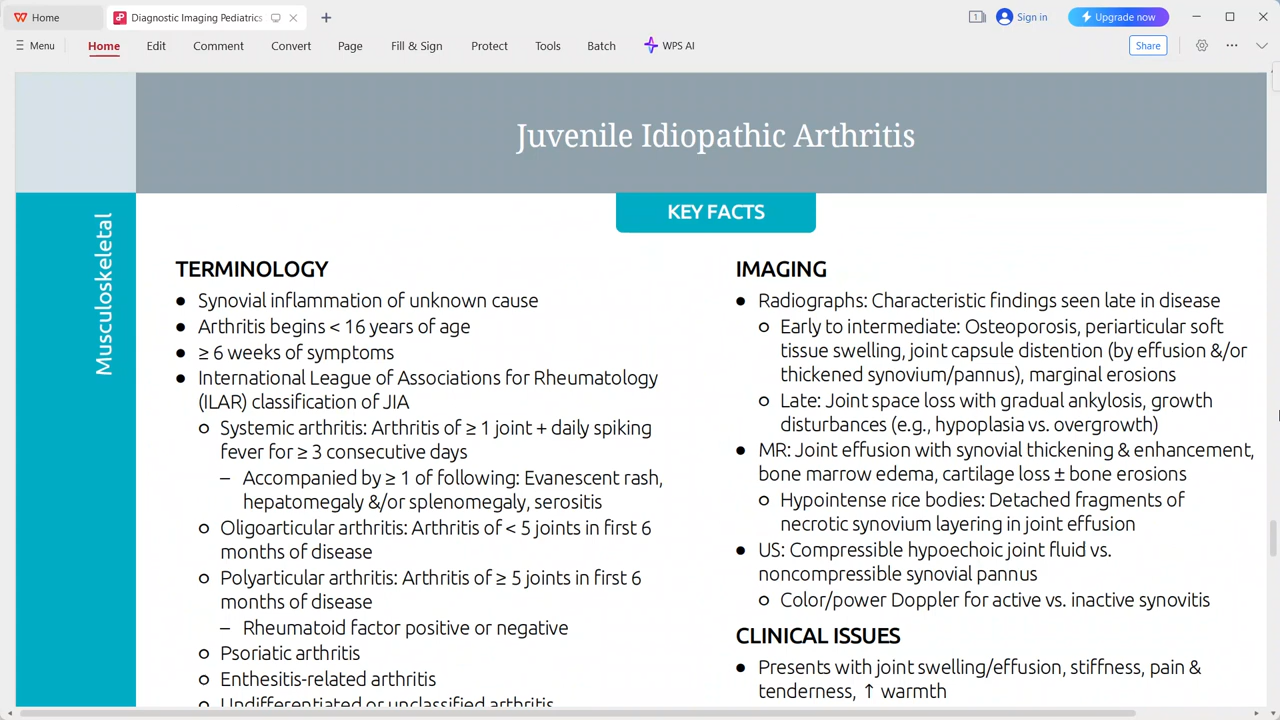 Home
Diagnostic Imaging Pediatrics
1
Sign in
Upgrade now
Menu
Home
Edit
Comment
Convert
Page
Fill & Sign
Protect
Tools
Batch
WPS AI
Share
Juvenile Idiopathic Arthritis
Musculoskeletal
KEY FACTS
TERMINOLOGY
● Synovial inflammation of unknown cause
● Arthritis begins < 16 years of age
● ≥ 6 weeks of symptoms
● International League of Associations for Rheumatology
(ILAR) classification of JIA
○ Systemic arthritis: Arthritis of ≥ 1 joint + daily spiking
fever for ≥ 3 consecutive days
– Accompanied by ≥ 1 of following: Evanescent rash,
hepatomegaly &/or splenomegaly, serositis
○ Oligoarticular arthritis: Arthritis of < 5 joints in first 6
months of disease
○ Polyarticular arthritis: Arthritis of ≥ 5 joints in first 6
months of disease
– Rheumatoid factor positive or negative
○ Psoriatic arthritis
○ Enthesitis-related arthritis
○ Undifferentiated or unclassified arthritis
IMAGING
● Radiographs: Characteristic findings seen late in disease
○ Early to intermediate: Osteoporosis, periarticular soft
tissue swelling, joint capsule distention (by effusion &/or
thickened synovium/pannus), marginal erosions
○ Late: Joint space loss with gradual ankylosis, growth
disturbances (e.g., hypoplasia vs. overgrowth)
● MR: Joint effusion with synovial thickening & enhancement,
bone marrow edema, cartilage loss ± bone erosions
○ Hypointense rice bodies: Detached fragments of
necrotic synovium layering in joint effusion
● US: Compressible hypoechoic joint fluid vs.
noncompressible synovial pannus
○ Color/power Doppler for active vs. inactive synovitis
CLINICAL ISSUES
● Presents with joint swelling/effusion, stiffness, pain &
tenderness, ↑ warmth